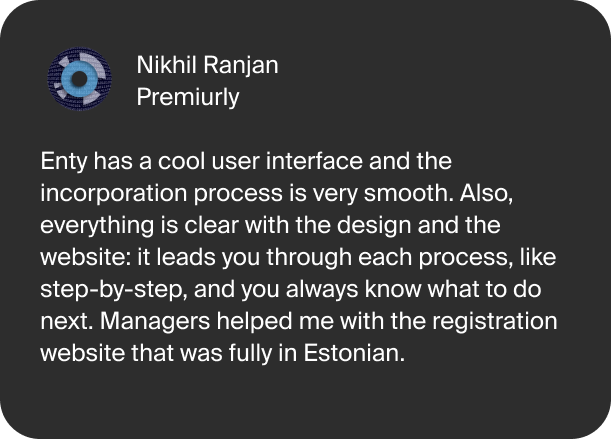 Nikhil Ranjan
Premiurly
Enty has a cool user interface and the
incorporation process is very smooth. Also,
everything is clear with the design and the
website: it leads you through each process, like
step-by-step, and you always know what to do
next. Managers helped me with the registration
website that was fully in Estonian.